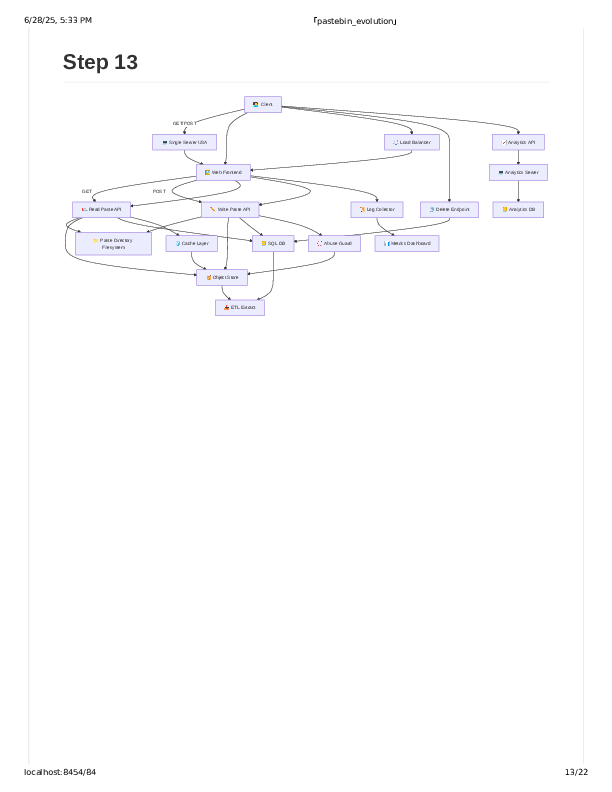 6/28/25, 5:33 PM
『pastebin_evolution』
Step 13
Client
GET/POST
Single Server USA
Load Balancer
Analytics API
Web Frontend
Analytics Server
GET
POST
Read Paste API
Write Paste API
Log Collector
Delete Endpoint
Analytics DB
Paste Directory
Filesystem
Cache Layer
SQL DB
Abuse Guard
Metrics Dashboard
Object Store
ETL Extract
localhost:8454/84
13/22